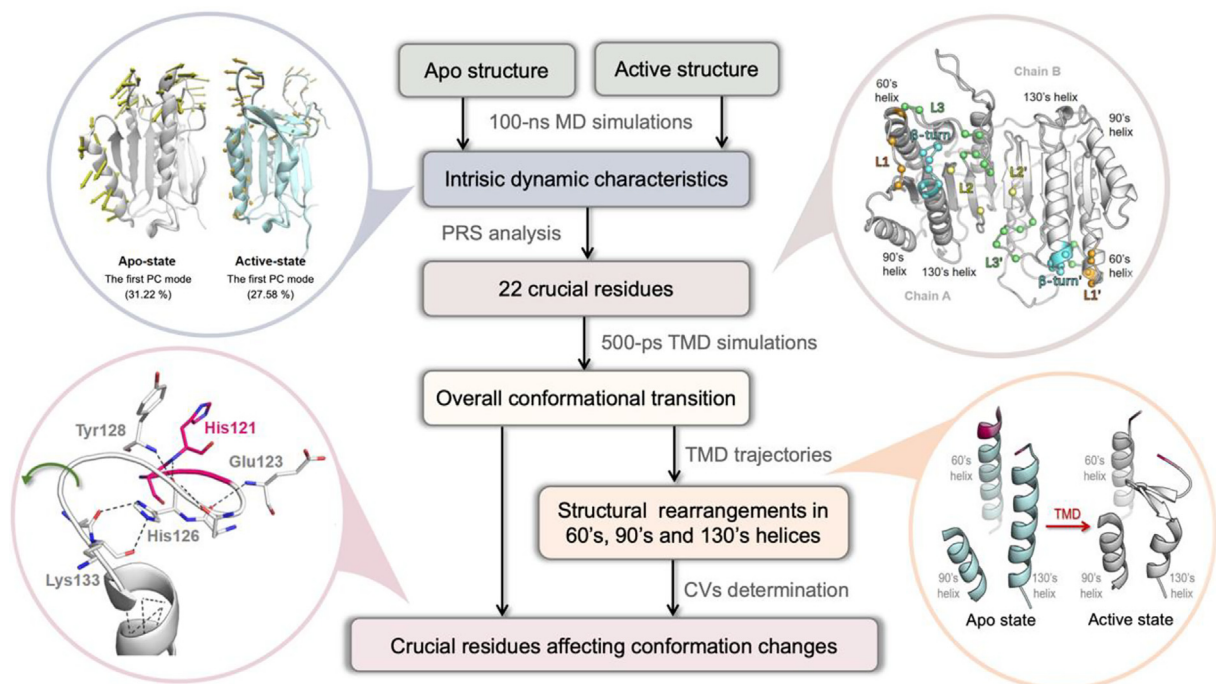 Apo structure
Active structure
100-ns MD simulations
Intrisic dynamic characteristics
PRS analysis
22 crucial residues
500-ps TMD simulations
Overall conformational transition
TMD trajectories
Structural rearrangements in
60's, 90's and 130's helices
CVs determination
Crucial residues affecting conformation changes
Apo-state
The first PC mode
(31.22 %)
Active-state
The first PC mode
(27.58 %)
Chain B
60's
helix
L3
130's helix
90's
helix
β-turn
L1
L2'
L2
90's
helix
130's helix
L3'
60's
helix
β-turn'
Chain A
L1'
Tyr128
His121
Glu123
His126
Lys133
60's
helix
60's
helix
TMD
90's
helix
130's
helix
90's
helix
130's
helix
Apo state
Active state